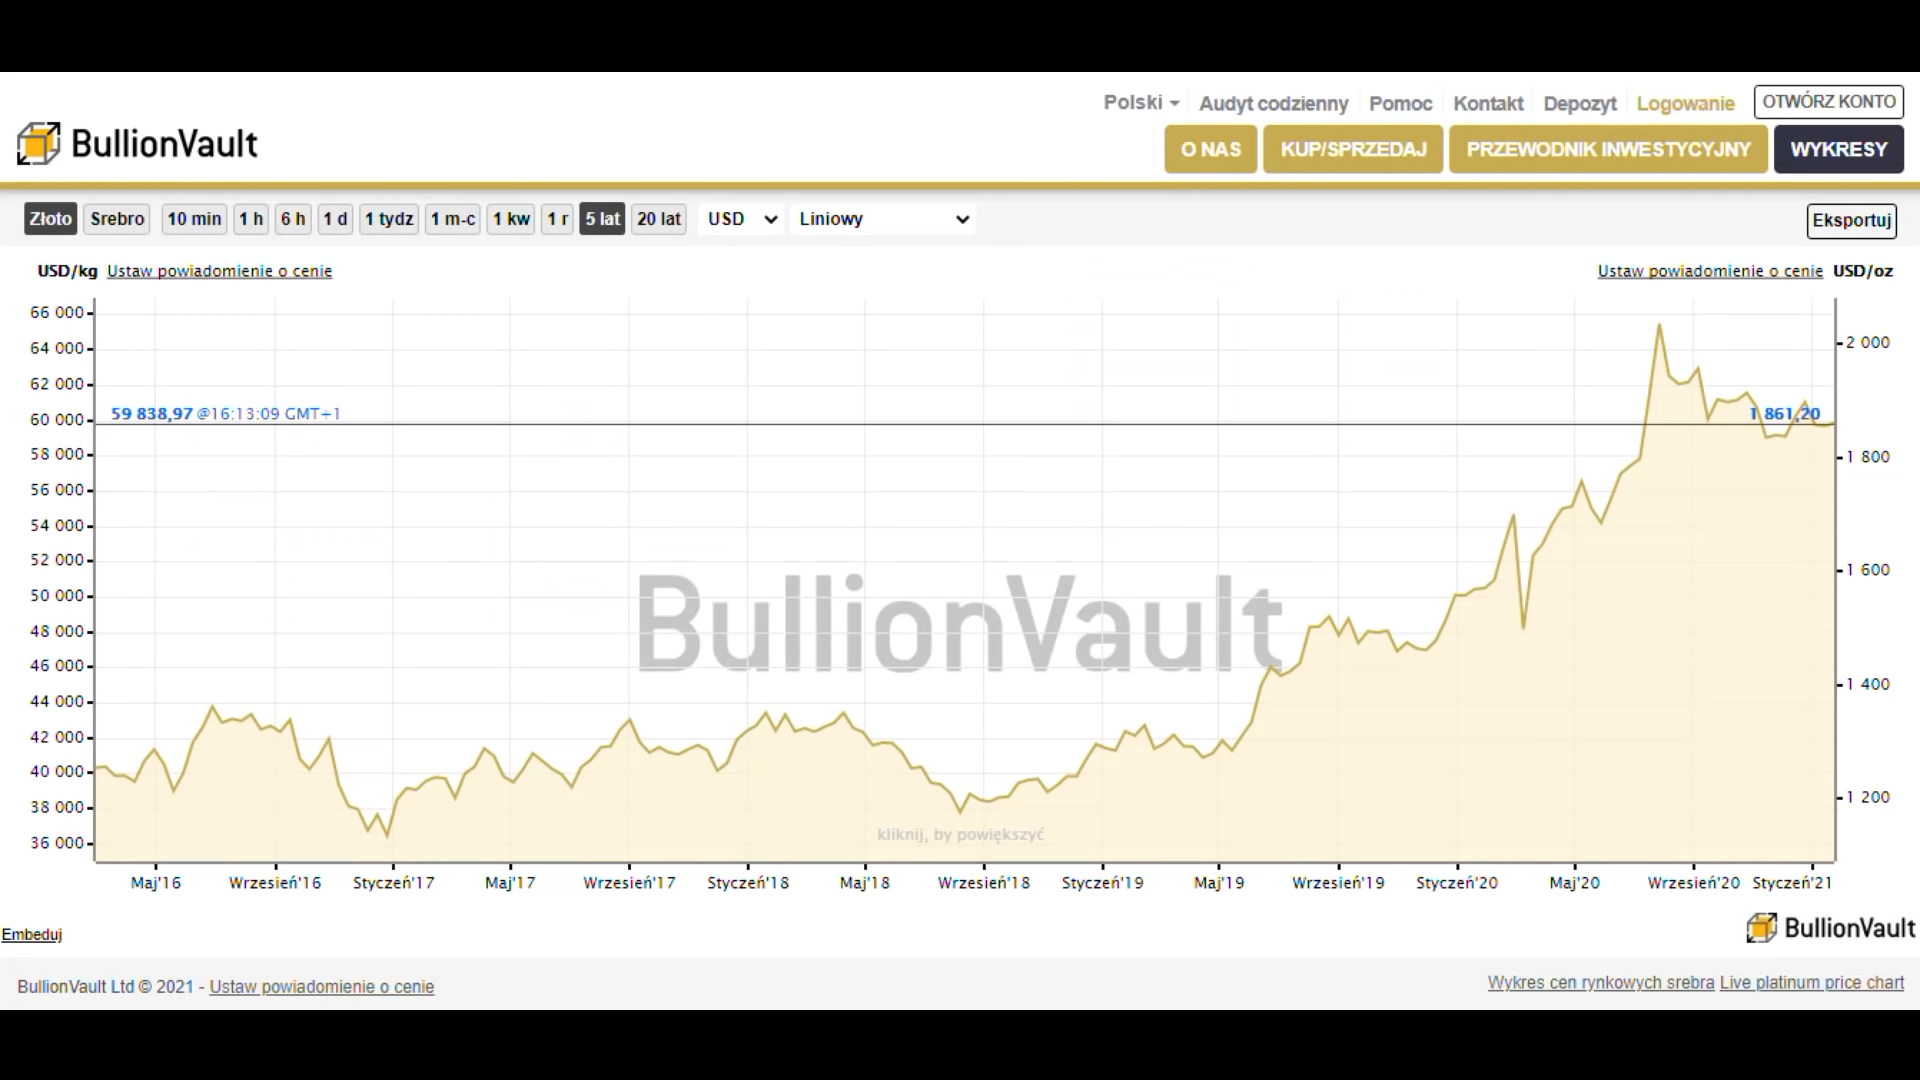 Polski Audyt codzienny Pomoc Kontakt Depozyt Logowanie OTWÓRZ KONTO
BullionVault
O NAS KUP/SPRZEDAJ PRZEWODNIK INWESTYCYJNY WYKRESY
Złoto Srebro 10 min 1 h 6 h 1 d 1 tydz 1 m-c 1 kw 1 r 5 lat 20 lat USD Liniowy Eksportuj
USD/kg Ustaw powiadomienie o cenie Ustaw powiadomienie o cenie USD/oz
66 000
64 000
2 000
62 000
59 838,97 @16:13:09 GMT+1 1 861,20
60 000
58 000
1 800
56 000
54 000
52 000
1 600
50 000
BullionVault
48 000
46 000
1 400
44 000
42 000
40 000
1 200
38 000
kliknij, by powiększyć
36 000
Maj'16 Wrzesień'16 Styczeń'17 Maj'17 Wrzesień'17 Styczeń'18 Maj'18 Wrzesień'18 Styczeń'19 Maj'19 Wrzesień'19 Styczeń'20 Maj'20 Wrzesień'20 Styczeń'21
BullionVault
Embeduj
BullionVault Ltd © 2021 - Ustaw powiadomienie o cenie
Wykres cen rynkowych srebra Live platinum price chart